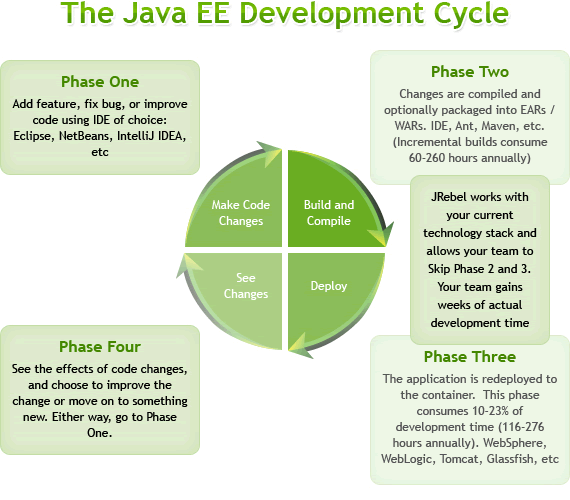 The Java EE Development Cycle
Phase One
Add feature, fix bug, or improve
code using IDE of choice:
Eclipse, NetBeans, IntelliJ IDEA,
etc
Phase Two
Changes are compiled and
optionally packaged into EARs /
WARs. IDE, Ant, Maven, etc.
(Incremental builds consume
60-260 hours annually)
Make Code
Changes
Build and
Compile
See
Changes
Deploy
JRebel works with
your current
technology stack and
allows your team to
Skip Phase 2 and 3.
Your team gains
weeks of actual
development time
Phase Four
See the effects of code changes,
and choose to improve the
change or move on to something
new. Either way, go to Phase
One.
Phase Three
The application is redeployed to
the container. This phase
consumes 10-23% of
development time (116-276
hours annually). WebSphere,
WebLogic, Tomcat, Glassfish, etc